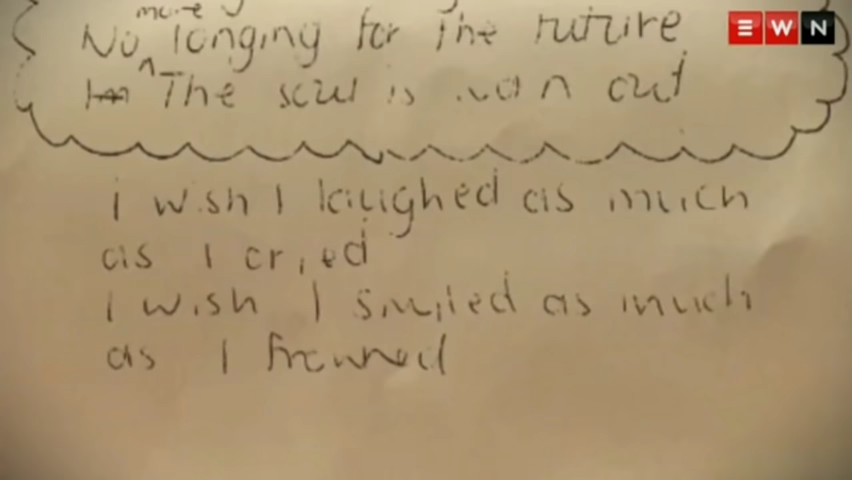 EWN
No more longing for The future
The soul is worn out
I wish I laughed as much
as I cried
I wish I smiled as much
as I frowned